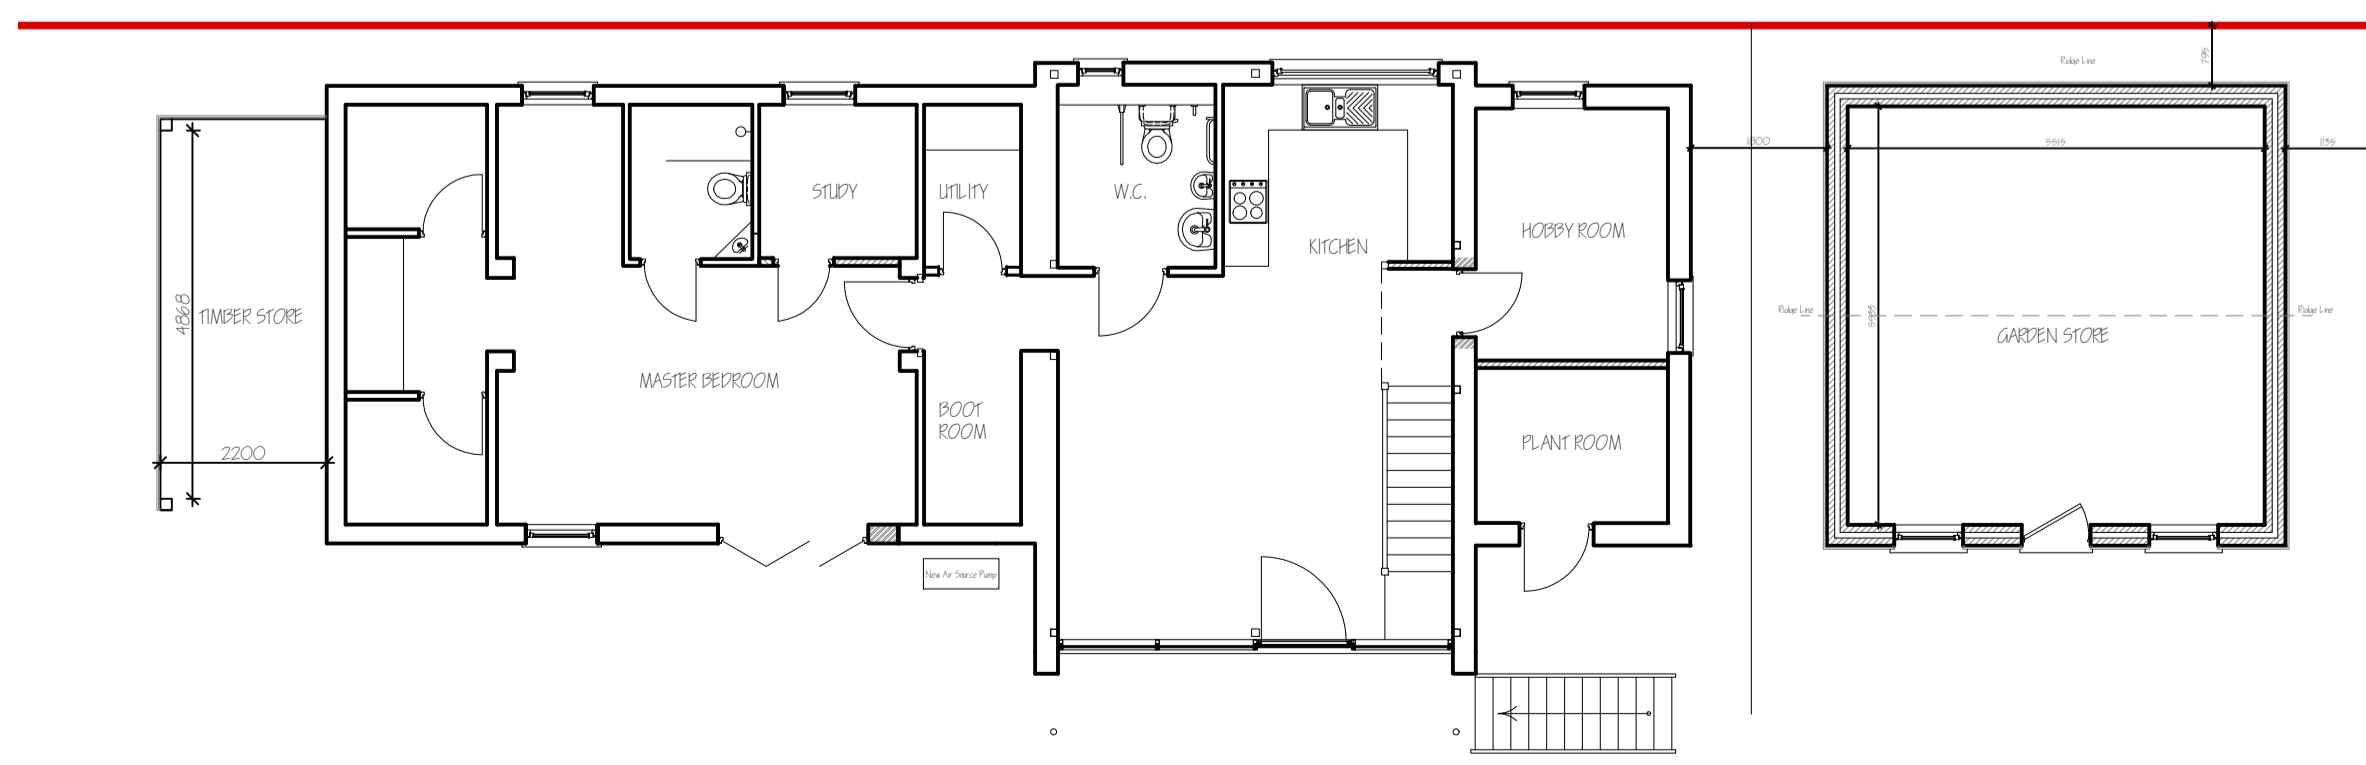 Ridge Line
795
1800
5515
1135
STUDY
UTILITY
W.C.
HOBBY ROOM
KITCHEN
4868
TIMBER STORE
Ridge Line
Ridge Line
GARDEN STORE
MASTER BEDROOM
BOOT
ROOM
PLANT ROOM
2200
New Air Source Pump